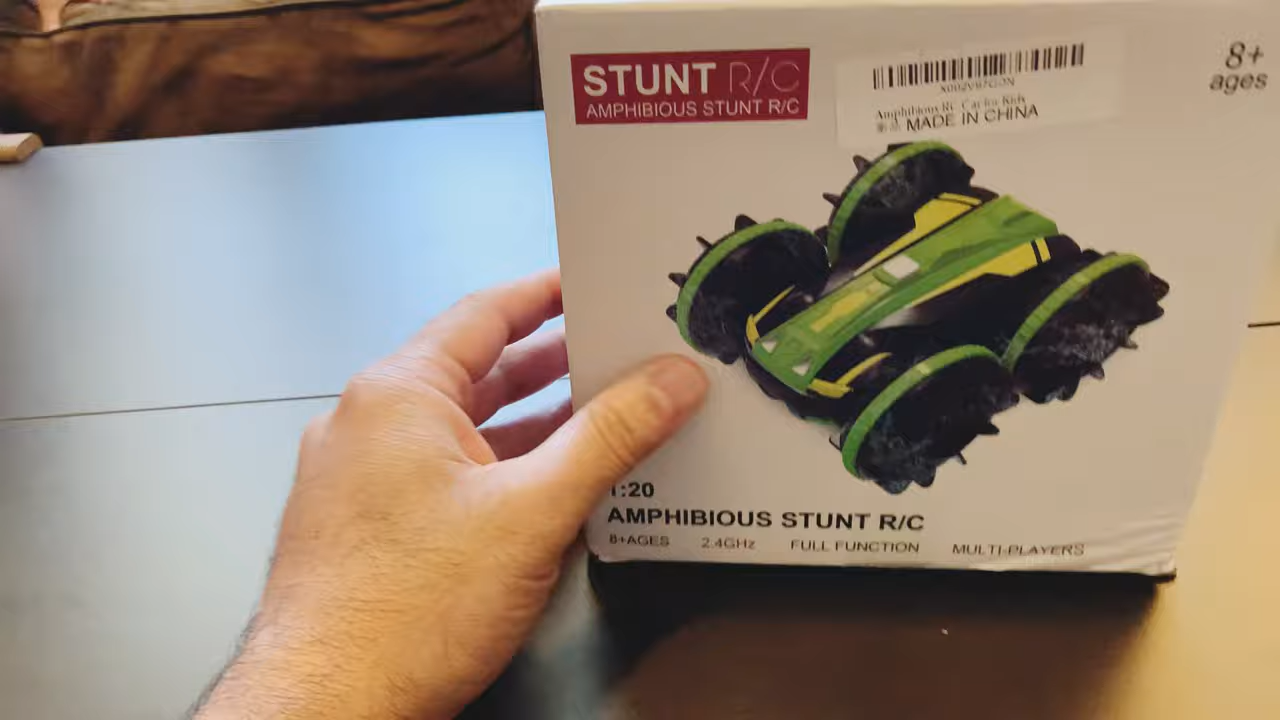 STUNT R/C
AMPHIBIOUS STUNT R/C
Amphibious RC Car for Kids
MADE IN CHINA
8+
ages
1:20
AMPHIBIOUS STUNT R/C
8+AGES 2.4GHz FULL FUNCTION MULTI-PLAYERS